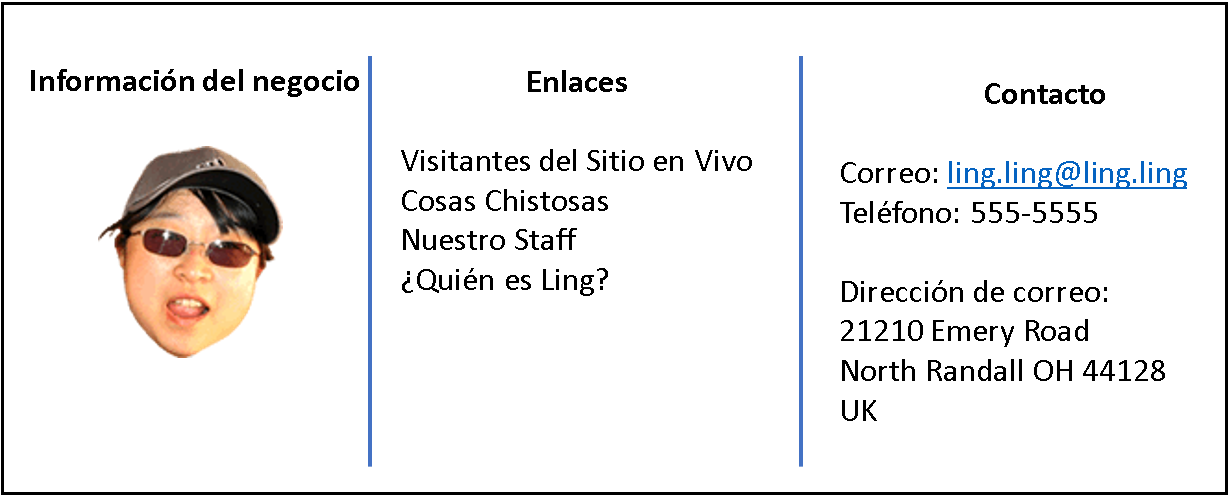 Información del negocio
Enlaces
Visitantes del Sitio en Vivo
Cosas Chistosas
Nuestro Staff
¿Quién es Ling?
Contacto
Correo: ling.ling@ling.ling
Teléfono: 555-5555
Dirección de correo:
21210 Emery Road
North Randall OH 44128
UK